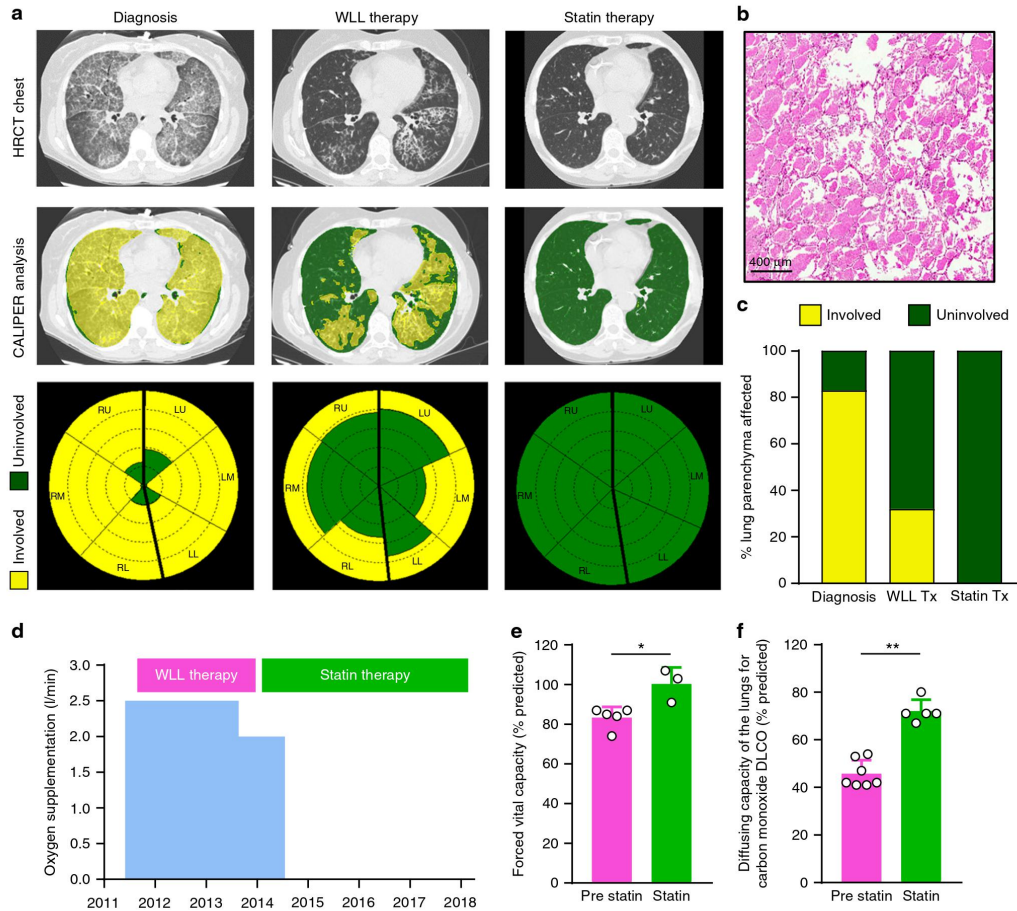 a
Diagnosis
WLL therapy
Statin therapy
HRCT chest
CALIPER analysis
Uninvolved
Involved
RU
LU
RM
LM
RL
LL
RU
LU
RM
LM
RL
LL
RU
LU
RM
LM
RL
LL
b
400 μm
c
Involved
Uninvolved
% lung parenchyma affected
100
80
60
40
20
0
Diagnosis
WLL Tx
Statin Tx
d
WLL therapy
Statin therapy
Oxygen supplementation (l/min)
3.0
2.5
2.0
1.5
1.0
0.5
0.0
2011
2012
2013
2014
2015
2016
2017
2018
e
Forced vital capacity (% predicted)
120
100
80
60
40
20
0
*
Pre statin
Statin
f
Diffusing capacity of the lungs for
carbon monoxide DLCO (% predicted)
120
100
80
60
40
20
0
**
Pre statin
Statin